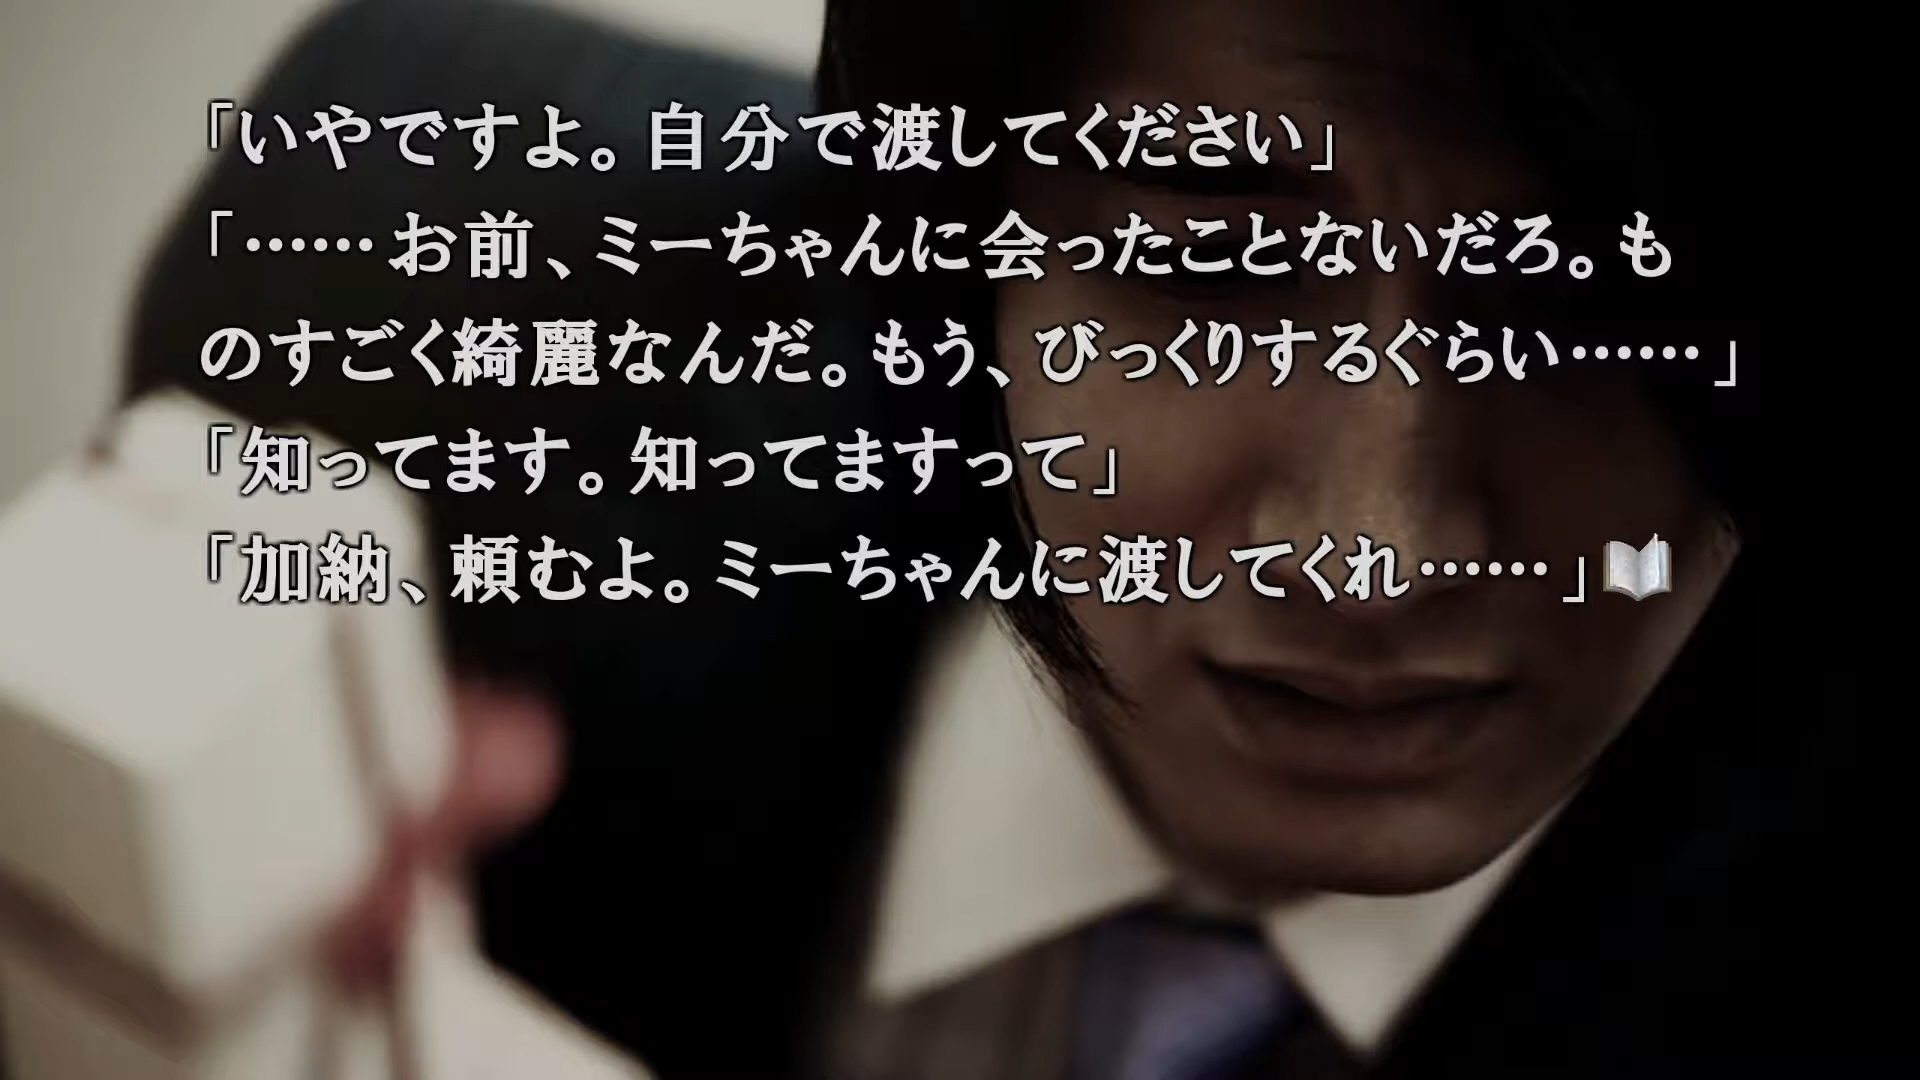 「いやですよ。自分で渡してください」
「……お前、ミーちゃんに会ったことないだろ。も
のすごく綺麗なんだ。もう、びっくりするぐらい……」
「知ってます。知ってますって」
「加納、頼むよ。ミーちゃんに渡してくれ……」